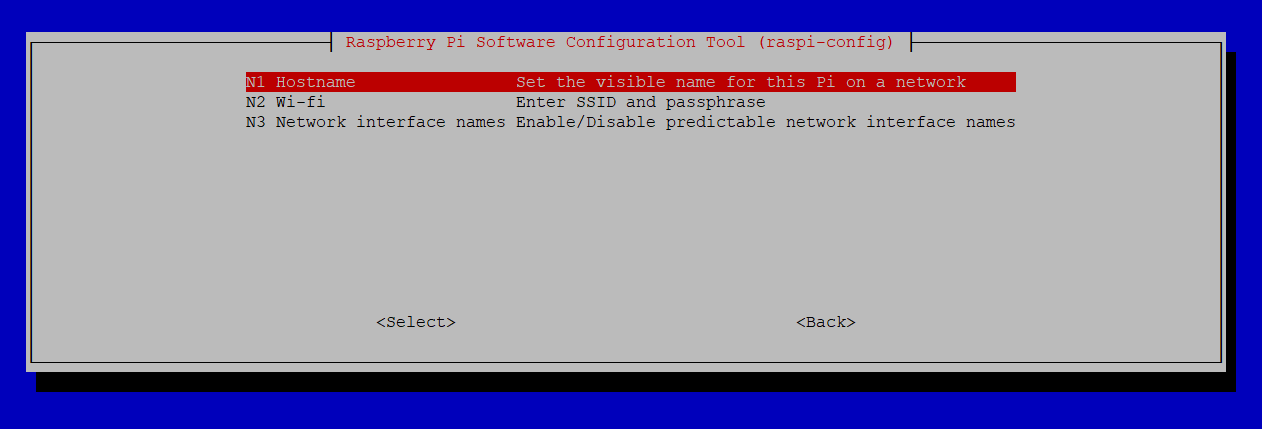 Raspberry Pi Software Configuration Tool (raspi-config)
N1 Hostname Set the visible name for this Pi on a network
N2 Wi-fi Enter SSID and passphrase
N3 Network interface names Enable/Disable predictable network interface names
<Select> <Back>